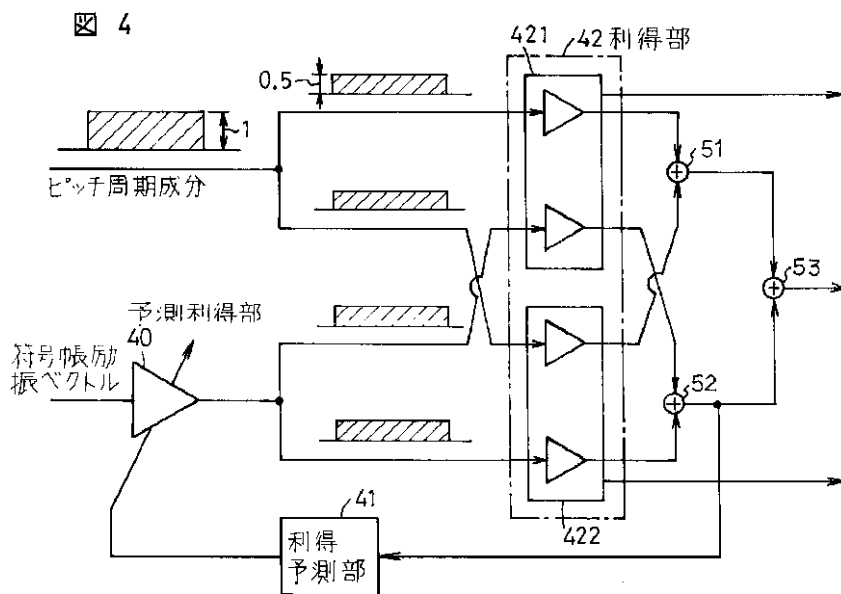 図 4
421
42 利得部
0.5
1
ピッチ周期成分
51
53
予測利得部
40
符号帳励
振ベクトル
52
41
利得
予測部
422